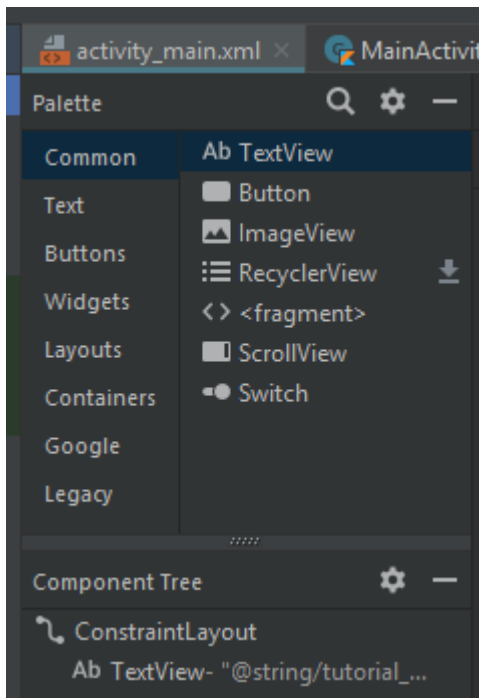 activity_main.xml
MainActivit
Palette
Common
Text
Buttons
Widgets
Layouts
Containers
Google
Legacy
Ab TextView
Button
ImageView
RecyclerView
<fragment>
ScrollView
Switch
Component Tree
ConstraintLayout
Ab TextView- "@string/tutorial_...